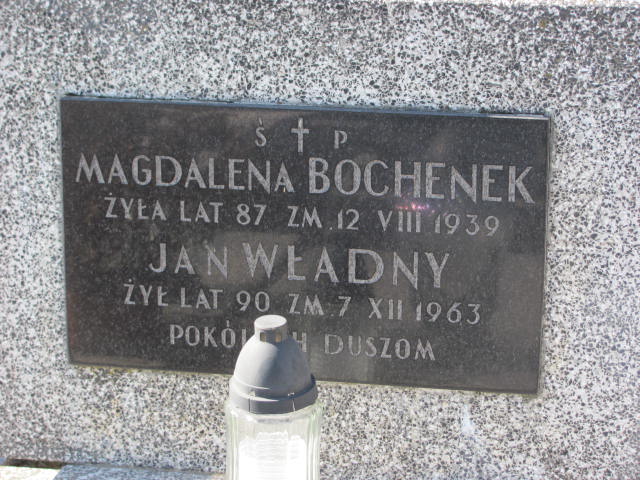 Ś P
MAGDALENA BOCHENEK
ŻYŁA LAT 87 ZM. 12 VIII 1939
JAN WŁADNY
ŻYŁ LAT 90 ZM. 7 XII 1963
DUSZOM